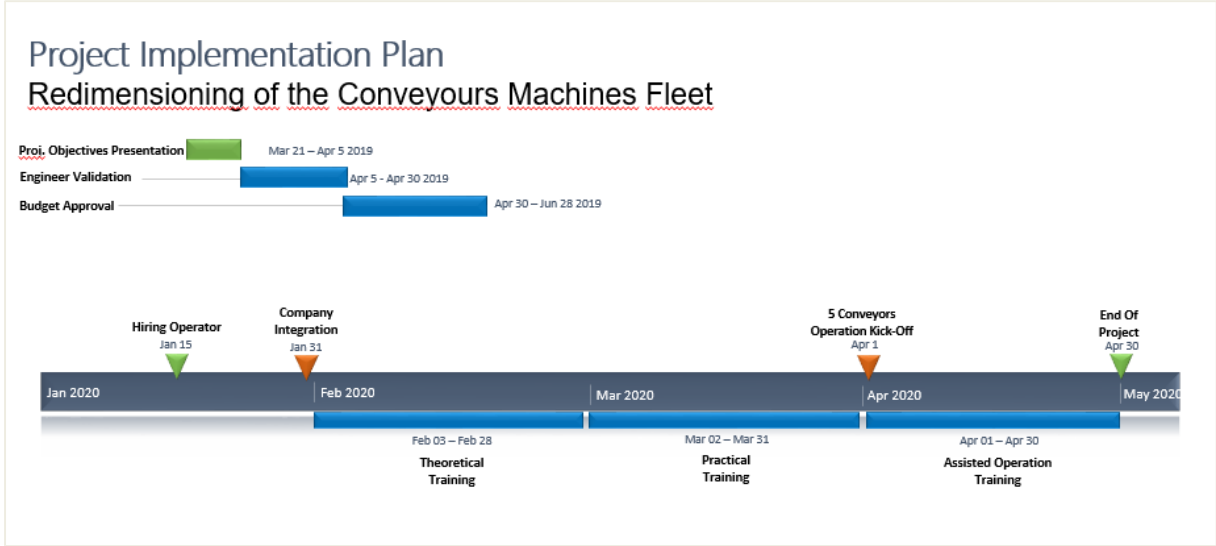 Project Implementation Plan
Redimensioning of the Conveyours Machines Fleet
Proi. Objectives Presentation
Mar 21 – Apr 5 2019
Engineer Validation
Apr 5 - Apr 30 2019
Budget Approval
Apr 30 – Jun 28 2019
Hiring Operator
Jan 15
Company
Integration
Jan 31
5 Conveyors
Operation Kick-Off
Apr 1
End Of
Project
Apr 30
Jan 2020
Feb 2020
Mar 2020
Apr 2020
May 2020
Feb 03 – Feb 28
Theoretical
Training
Mar 02 – Mar 31
Practical
Training
Apr 01 – Apr 30
Assisted Operation
Training